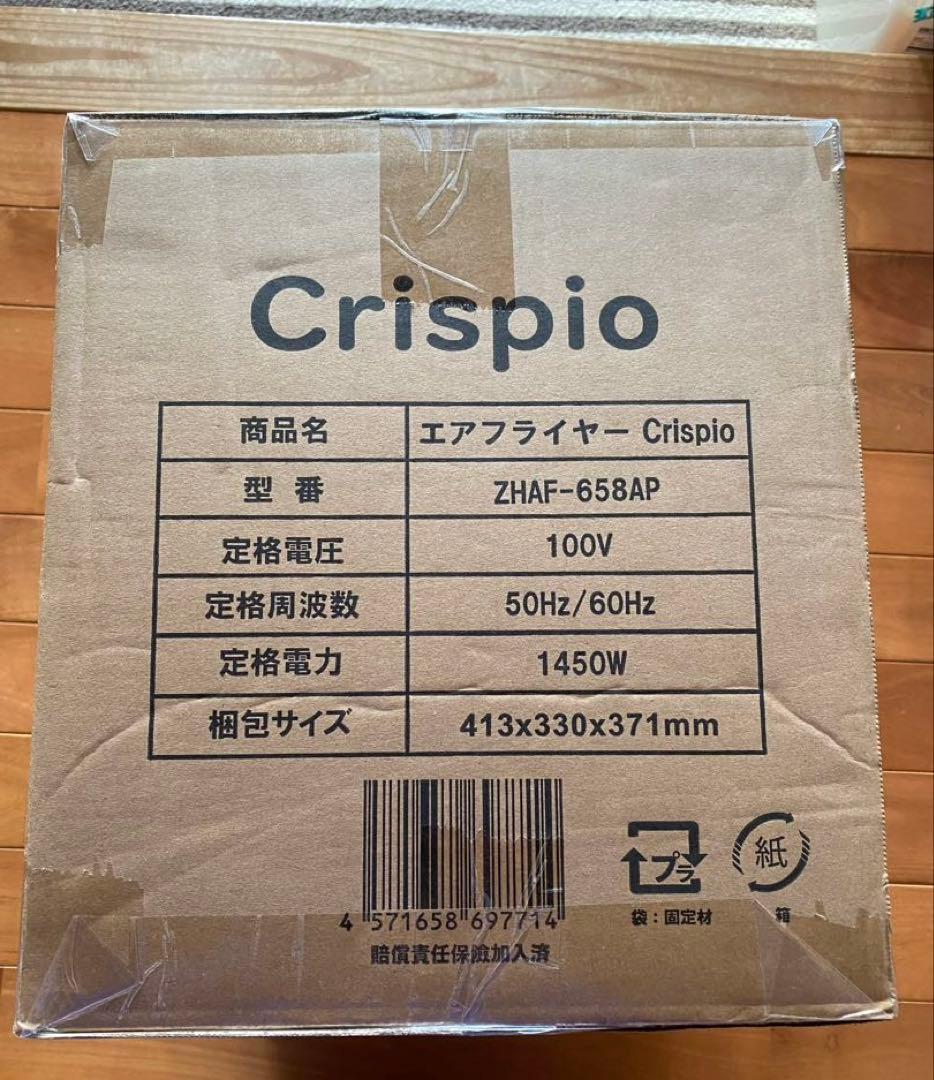 Crispio
商品名 エアフライヤー Crispio
型番 ZHAF-658AP
定格電圧 100V
定格周波数 50Hz/60Hz
定格電力 1450W
梱包サイズ 413x330x371mm
4 571658 697714
賠償責任保険加入済
プラ
袋:固定材
紙
箱